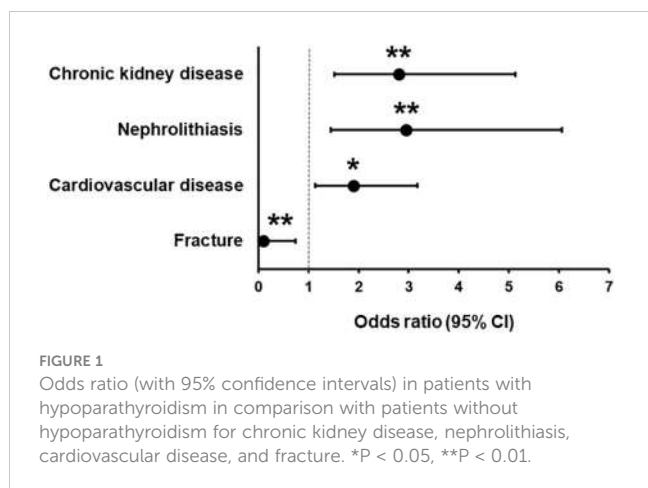 **
Chronic kidney disease
**
Nephrolithiasis
*
Cardiovascular disease
**
Fracture
0 1 2 3 4 5 6 7
Odds ratio (95% CI)
FIGURE 1
Odds ratio (with 95% confidence intervals) in patients with
hypoparathyroidism in comparison with patients without
hypoparathyroidism for chronic kidney disease, nephrolithiasis,
cardiovascular disease, and fracture. *P < 0.05, **P < 0.01.